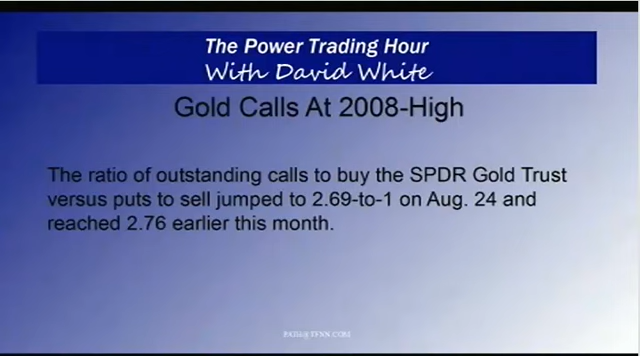 The Power Trading Hour
With David White
Gold Calls At 2008-High
The ratio of outstanding calls to buy the SPDR Gold Trust
versus puts to sell jumped to 2.69-to-1 on Aug. 24 and
reached 2.76 earlier this month.